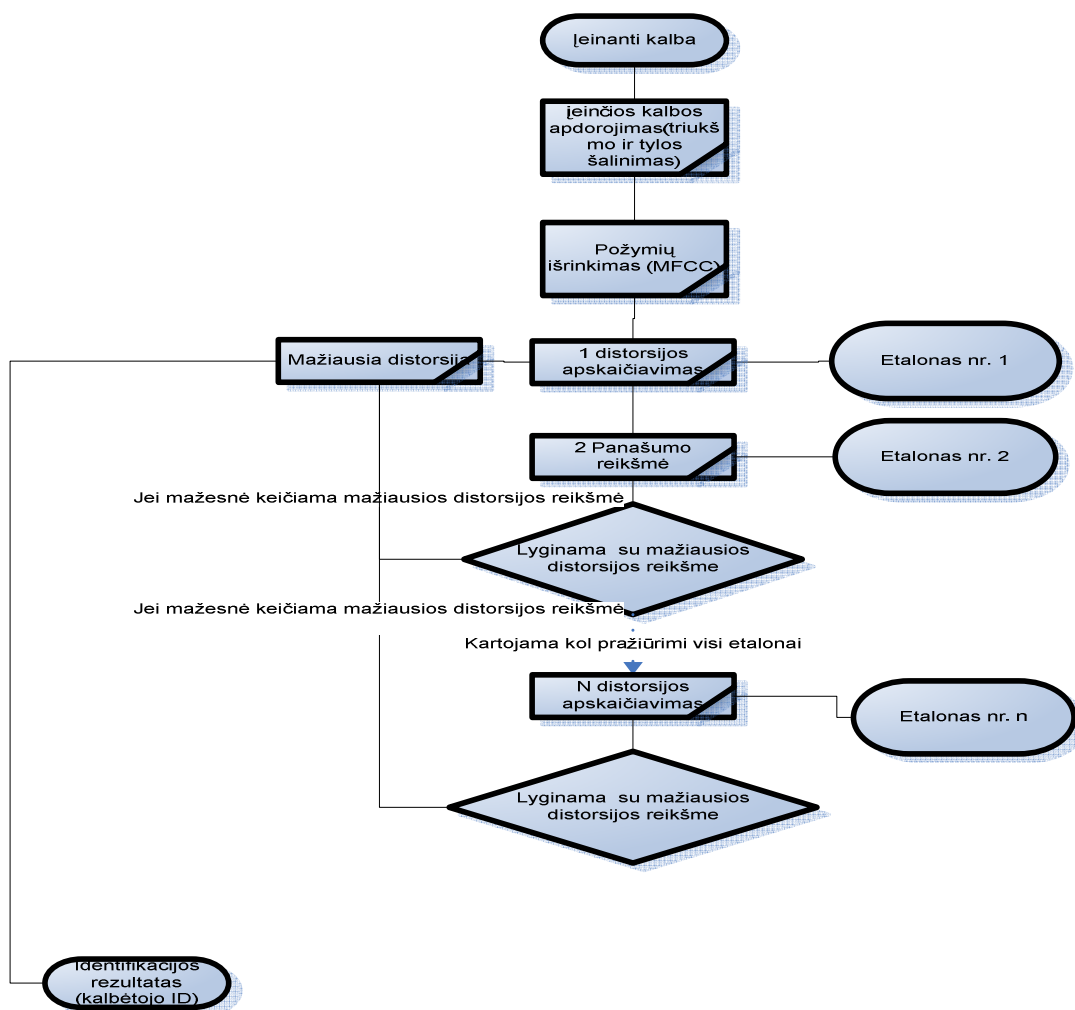 Įeinanti kalba
įeinčios kalbos
apdorojimas(triukš
mo ir tylos
šalinimas)
Požymių
išrinkimas (MFCC)
Mažiausia distorsija
1 distorsijos
apskaičiavimas
Etalonas nr. 1
2 Panašumo
reikšmė
Etalonas nr. 2
Jei mažesnė keičiama mažiausios distorsijos reikšmė
Lyginama su mažiausios
distorsijos reikšme
Jei mažesnė keičiama mažiausios distorsijos reikšmė
Kartojama kol pražiūrimi visi etalonai
N distorsijos
apskaičiavimas
Etalonas nr. n
Lyginama su mažiausios
distorsijos reikšme
Identifikacijos
rezultatas
(kalbėtojo ID)